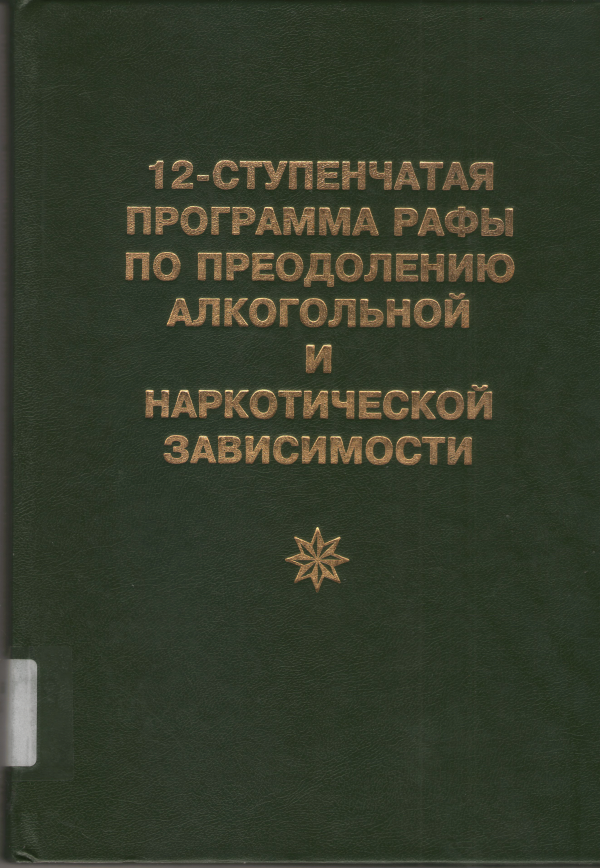 12-СТУПЕНЧАТАЯ
ПРОГРАММА РАФЫ
ПО ПРЕОДОЛЕНИЮ
АЛКОГОЛЬНОЙ
И
НАРКОТИЧЕСКОЙ
ЗАВИСИМОСТИ